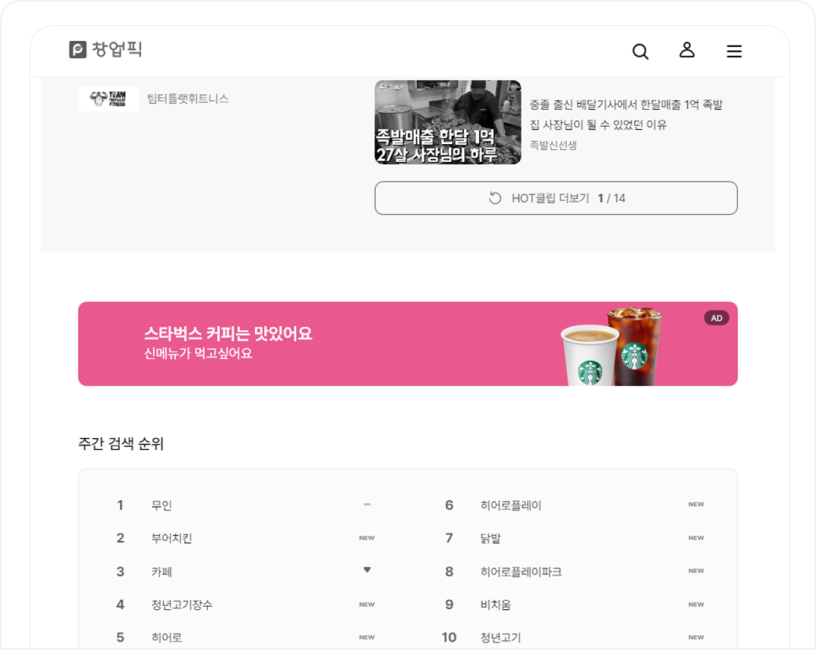 창업픽
TEAM
FITNESS
팀터틀랫휘트니스
족발매출 한달 1억
27살 사장님의 하루
중졸 출신 배달기사에서 한달매출 1억 족발
집 사장님이 될 수 있었던 이유
족발신선생
HOT클립 더보기 1 / 14
스타벅스 커피는 맛있어요
신메뉴가 먹고싶어요
AD
주간 검색 순위
1 무인 –
2 부어치킨 NEW
3 카페 ▼
4 청년고기장수 NEW
5 히어로 NEW
6 히어로플레이 NEW
7 닭발 NEW
8 히어로플레이파크 NEW
9 비치움 NEW
10 청년고기 NEW